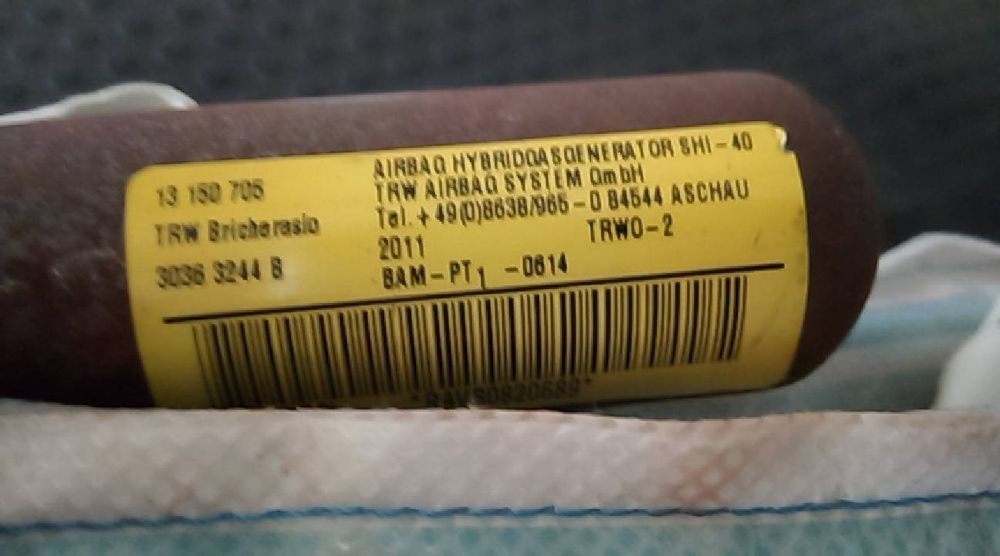 13 150 705
TRW Bricherasio
3036 3244 B
AIRBAG HYBRIDGASGENERATOR SHI-40
TRW AIRBAG SYSTEM GmbH
Tel. +49(0)8638/965-0 84544 ASCHAU
2011 TRWO-2
BAM-PT1 -0614